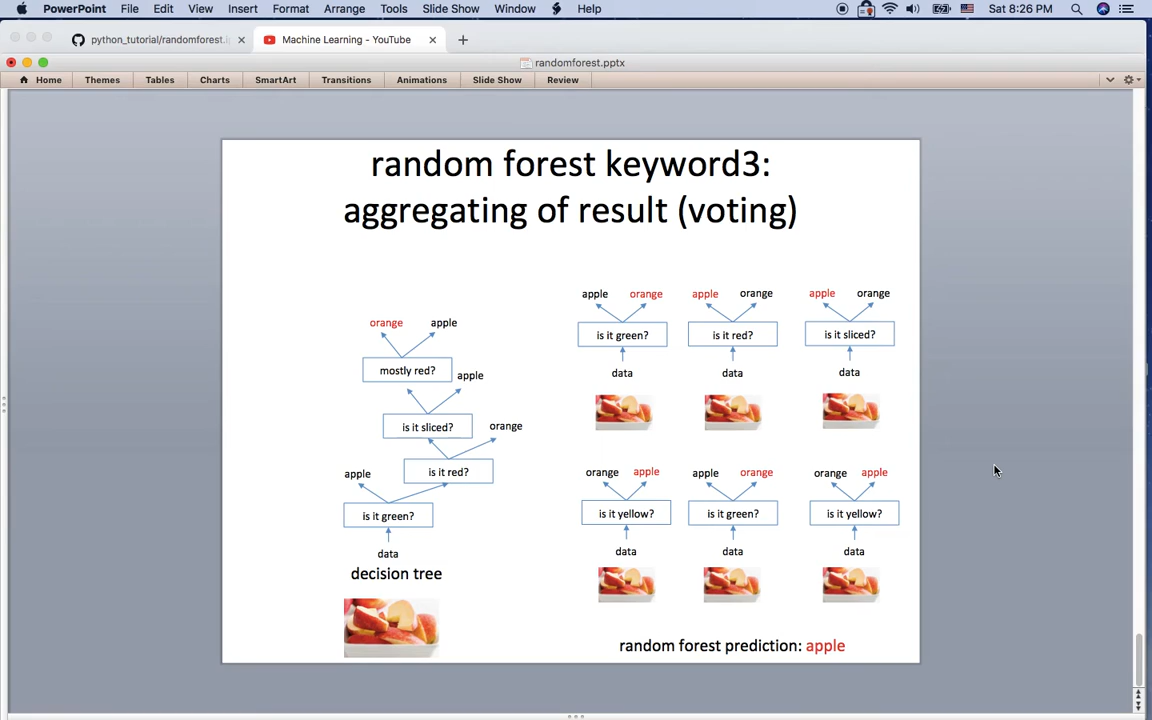 PowerPoint File Edit View Insert Format Arrange Tools Slide Show Window Help Sat 8:26 PM
python_tutorial/randomforest.i
Machine Learning - YouTube
randomforest.pptx
Home Themes Tables Charts SmartArt Transitions Animations Slide Show Review
random forest keyword3:
aggregating of result (voting)
orange apple
mostly red?
apple
is it sliced?
orange
is it red?
apple
is it green?
data
decision tree
apple orange apple orange apple orange
is it green? is it red? is it sliced?
data data data
orange apple apple orange orange apple
is it yellow? is it green? is it yellow?
data data data
random forest prediction: apple